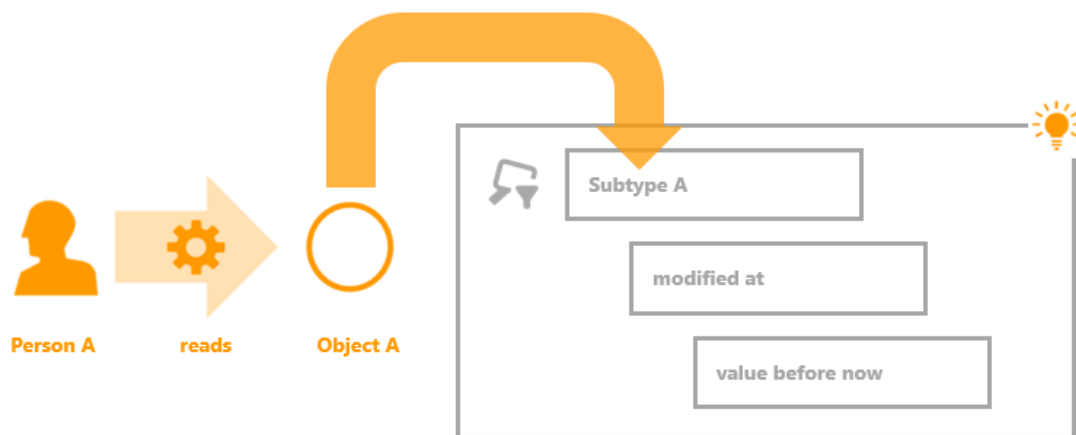 Subtype A
modified at
value before now
Person A
reads
Object A